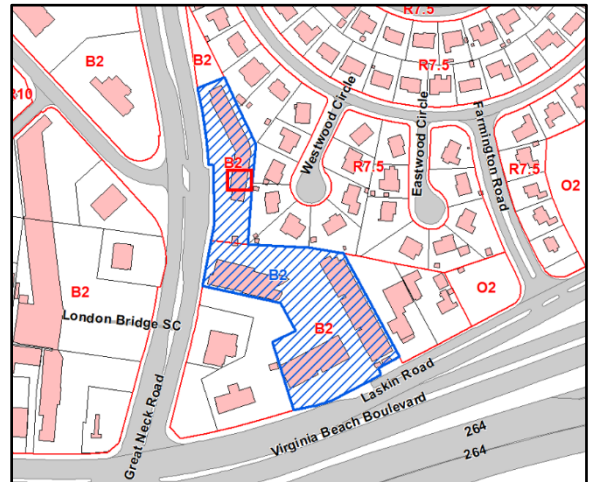 R7.5
B2
B2
R7.5
R10
Westwood Circle
Eastwood Circle
Farmington Road
R7.5
R7.5
B2
O2
B2
B2
O2
London Bridge SC
B2
Laskin Road
Great Neck Road
Virginia Beach Boulevard
264
264